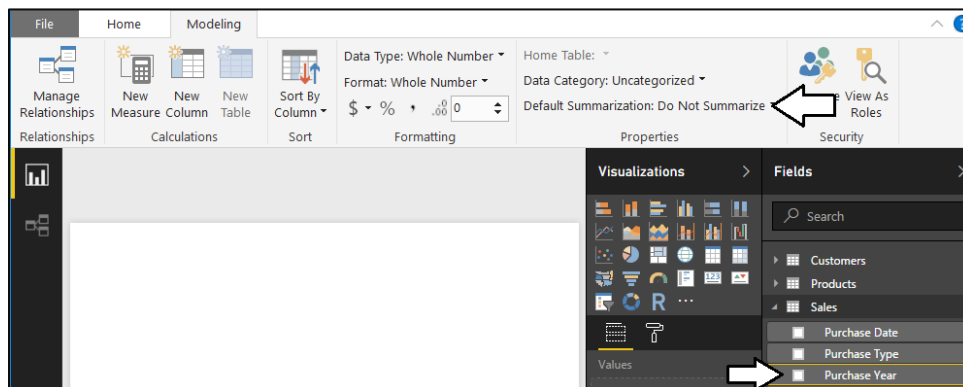 File Home Modeling
Data Type: Whole Number
Home Table:
Format: Whole Number
Data Category: Uncategorized
Manage Relationships
New Measure
New Column
New Table
Sort By Column
$ % , .00 0
Default Summarization: Do Not Summarize
View As Roles
Relationships Calculations Sort Formatting Properties Security
Visualizations
Fields
Search
Customers
Products
Sales
Purchase Date
Purchase Type
Purchase Year
123
R
Values